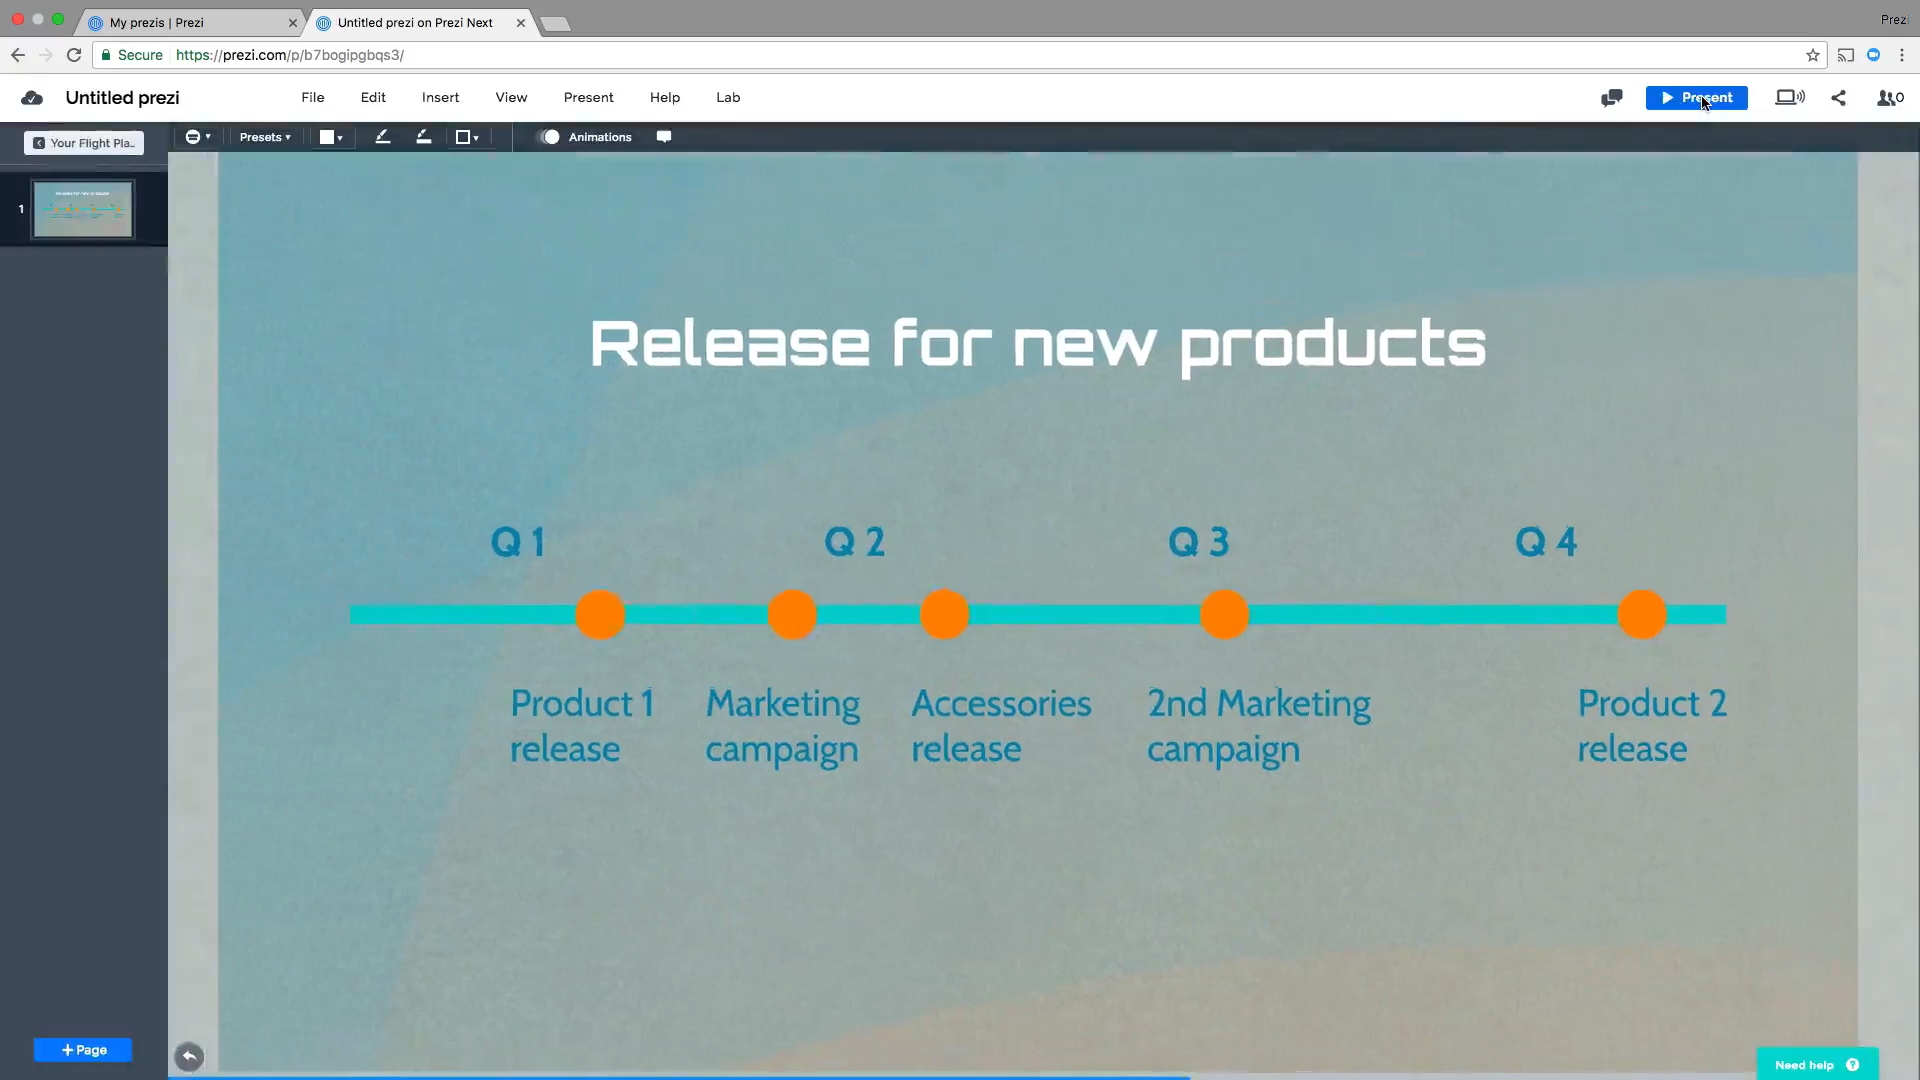 My prezis | Prezi
Untitled prezi on Prezi Next
Prezi
Secure https://prezi.com/p/b7bogipgbqs3/
Untitled prezi
File Edit Insert View Present Help Lab
Present
0
Your Flight Pla..
Presets
Animations
1
Release for new products
Q 1 Q 2 Q 3 Q 4
Product 1
release
Marketing
campaign
Accessories
release
2nd Marketing
campaign
Product 2
release
+ Page
Need help ?